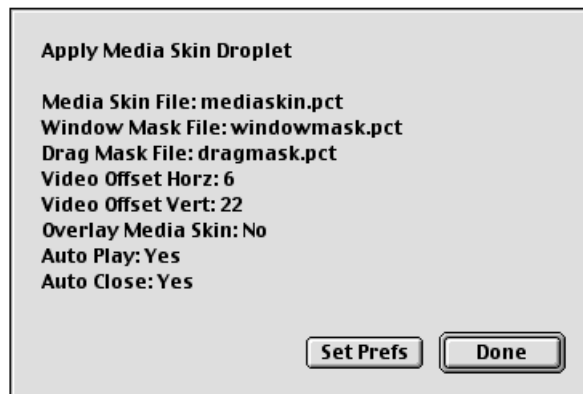 Apply Media Skin Droplet
Media Skin File: mediaskin.pct
Window Mask File: windowmask.pct
Drag Mask File: dragmask.pct
Video Offset Horz: 6
Video Offset Vert: 22
Overlay Media Skin: No
Auto Play: Yes
Auto Close: Yes
Set Prefs Done